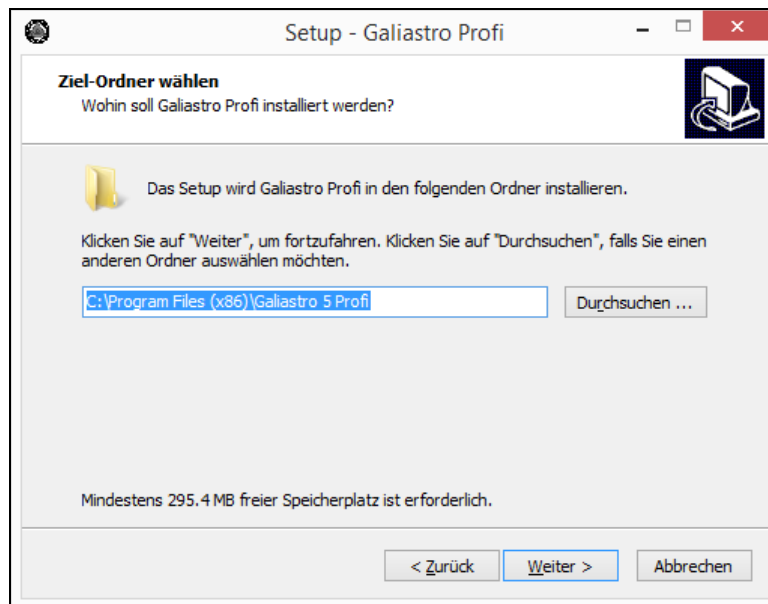 Setup - Galiastro Profi
Ziel-Ordner wählen
Wohin soll Galiastro Profi installiert werden?
Das Setup wird Galiastro Profi in den folgenden Ordner installieren.
Klicken Sie auf "Weiter", um fortzufahren. Klicken Sie auf "Durchsuchen", falls Sie einen
anderen Ordner auswählen möchten.
C:\Program Files (x86)\Galiastro 5 Profi
Durchsuchen ...
Mindestens 295.4 MB freier Speicherplatz ist erforderlich.
< Zurück
Weiter >
Abbrechen